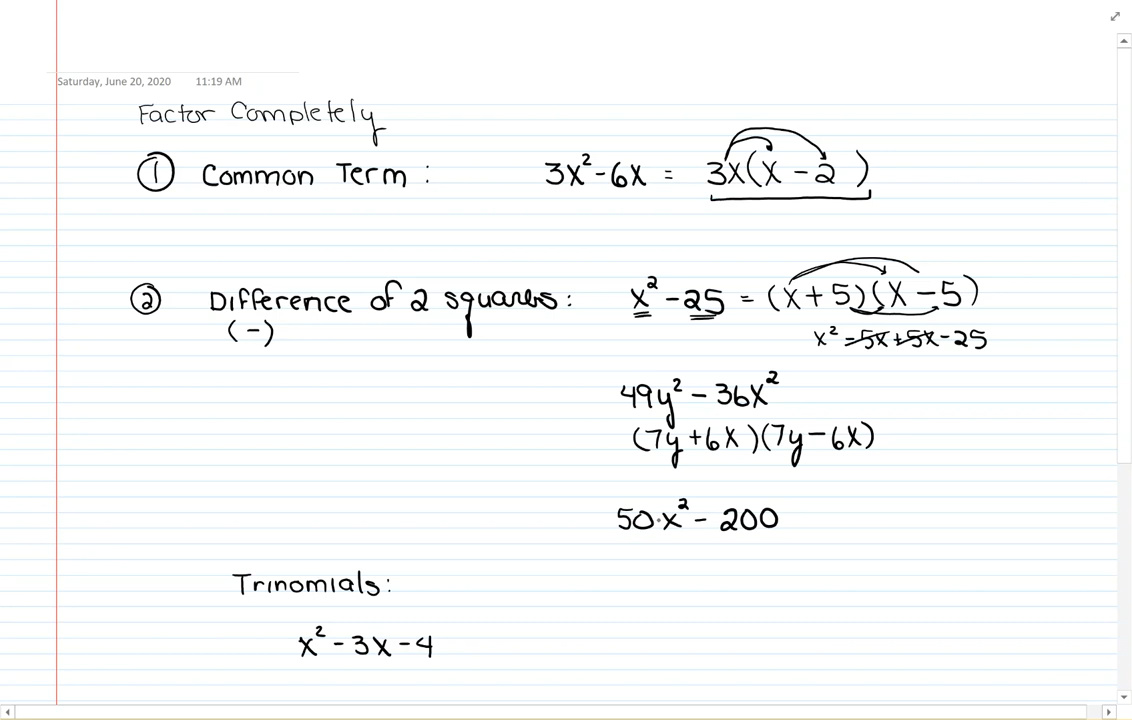 Saturday, June 20, 2020 11:19 AM
Factor Completely
① Common Term : 3x² - 6x = 3x(x - 2)
② Difference of 2 squares : x² - 25 = (x + 5)(x - 5)
(-) x² - 5x + 5x - 25
49y² - 36x²
(7y + 6x)(7y - 6x)
50·x² - 200
Trinomials:
x² - 3x - 4